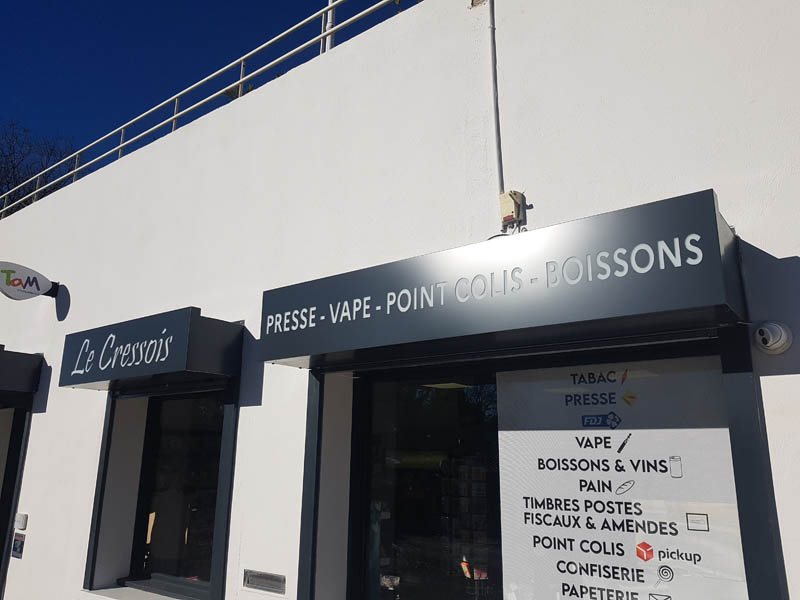 TaM
Le Cressois
PRESSE - VAPE - POINT COLIS - BOISSONS
TABAC
PRESSE
FDJ
VAPE
BOISSONS & VINS
PAIN
TIMBRES POSTES
FISCAUX & AMENDES
POINT COLIS pickup
CONFISERIE
PAPETERIE